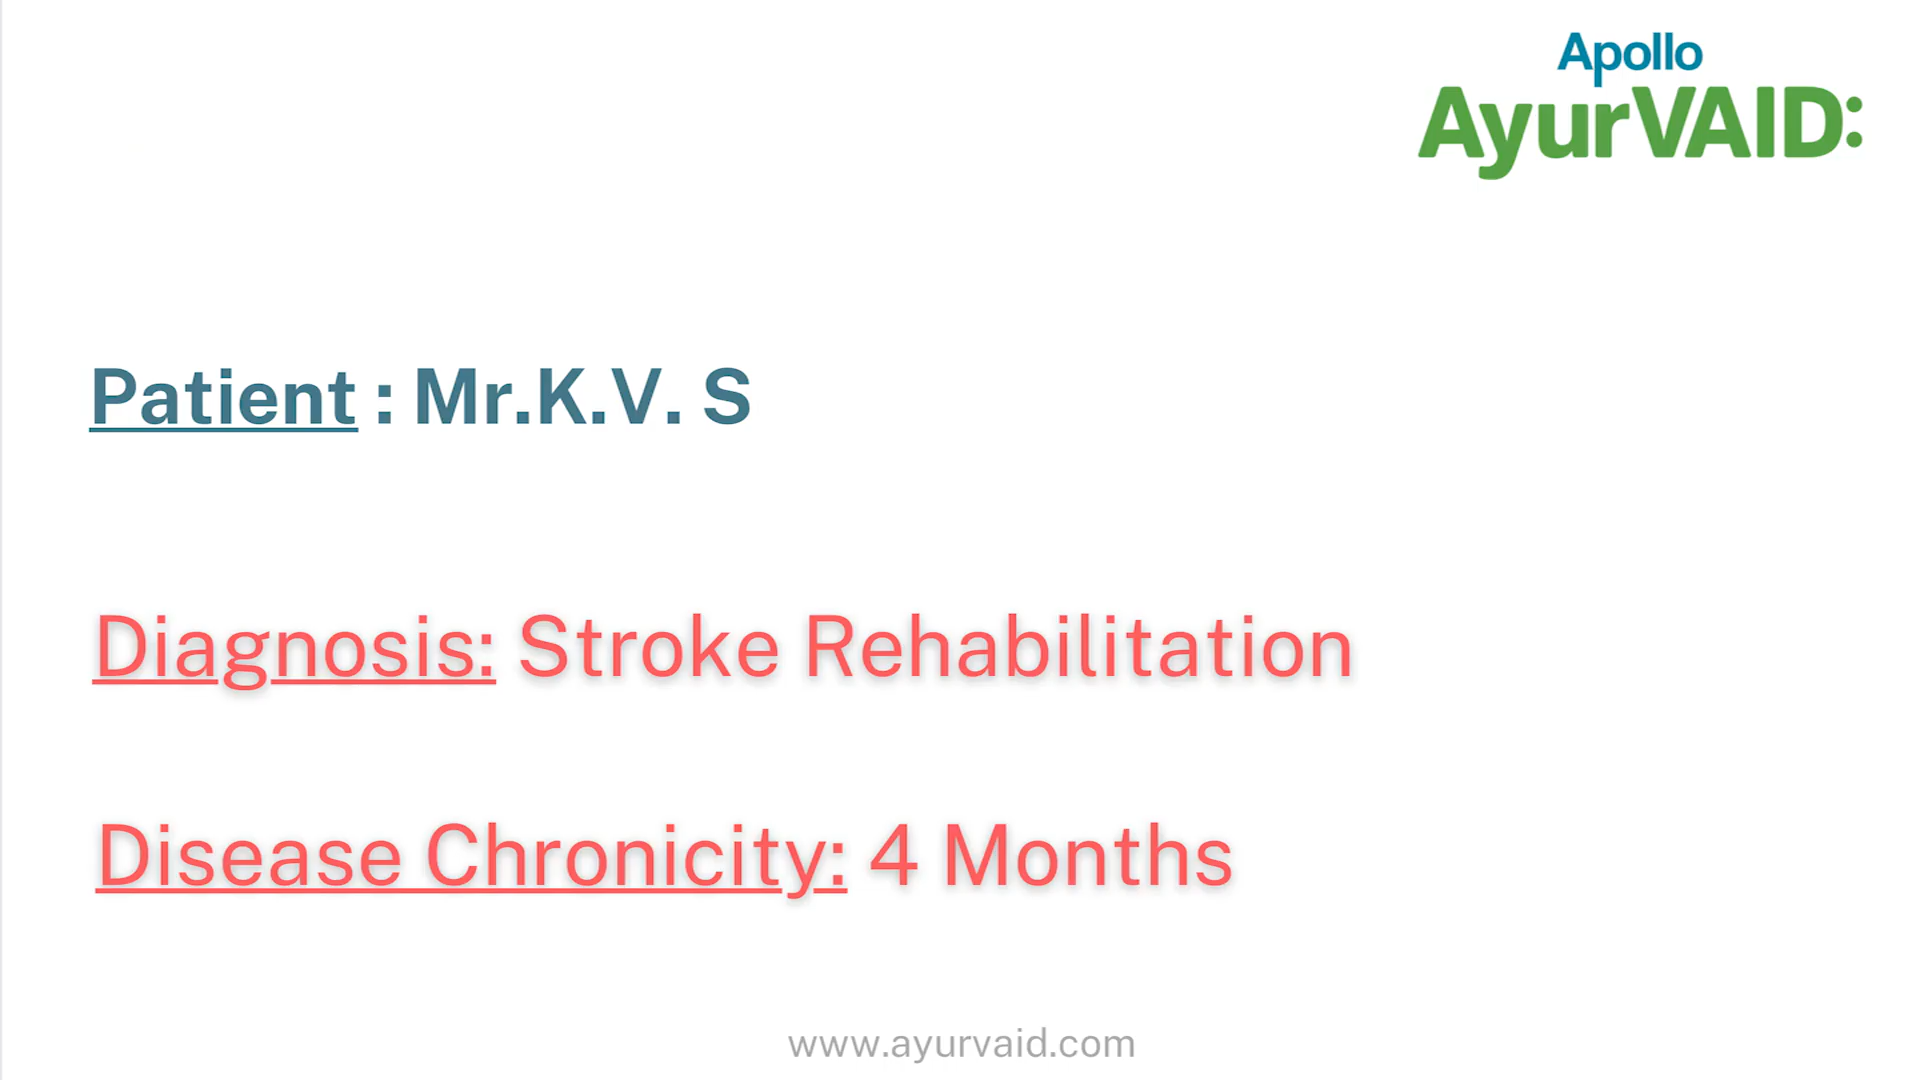 Apollo
AyurVAID:
Patient : Mr.K.V. S
Diagnosis: Stroke Rehabilitation
Disease Chronicity: 4 Months
www.ayurvaid.com